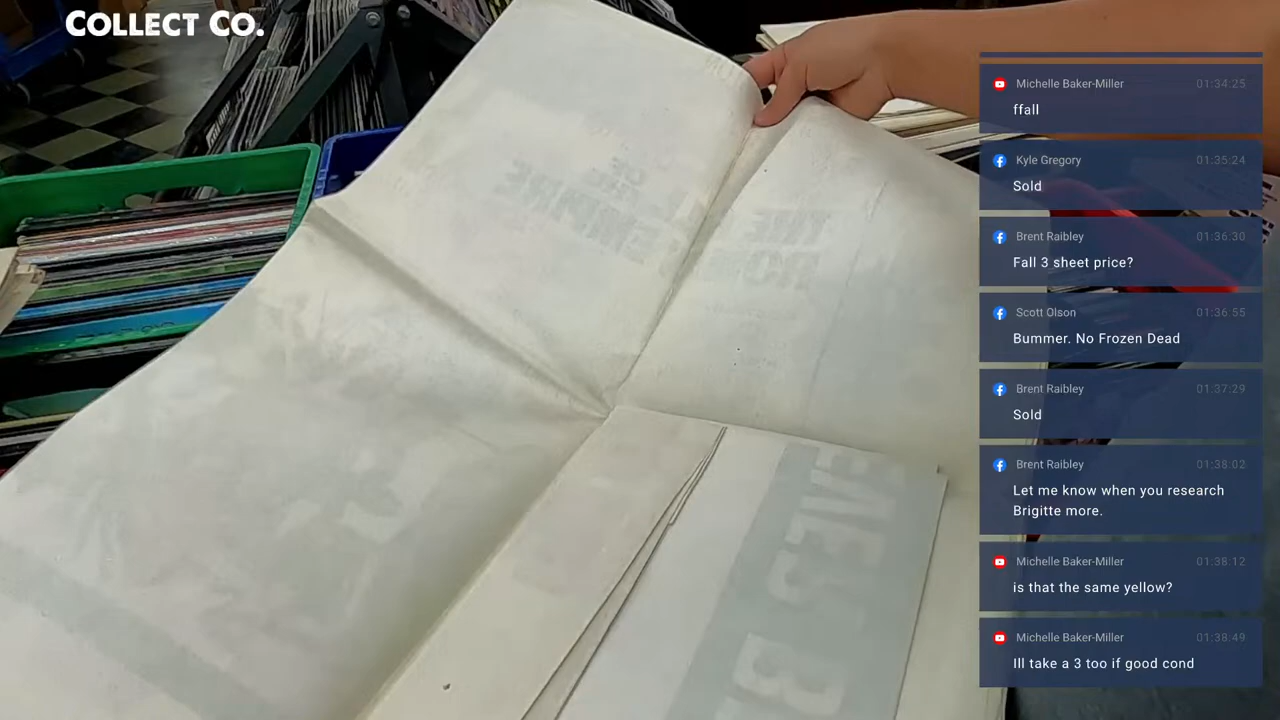 COLLECT CO.
Michelle Baker-Miller 01:34:25
ffall
Kyle Gregory 01:35:24
Sold
Brent Raibley 01:36:30
Fall 3 sheet price?
Scott Olson 01:36:55
Bummer. No Frozen Dead
Brent Raibley 01:37:29
Sold
Brent Raibley 01:38:02
Let me know when you research
Brigitte more.
Michelle Baker-Miller 01:38:12
is that the same yellow?
Michelle Baker-Miller 01:38:49
Ill take a 3 too if good cond